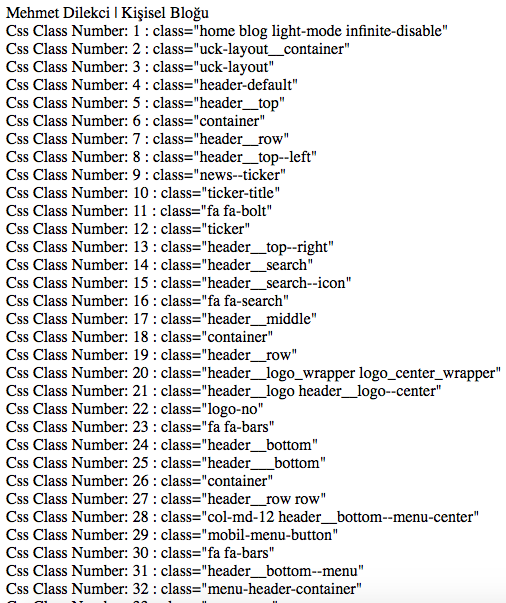 Mehmet Dilekci | Kişisel Bloğu
Css Class Number: 1 : class="home blog light-mode infinite-disable"
Css Class Number: 2 : class="uck-layout__container"
Css Class Number: 3 : class="uck-layout"
Css Class Number: 4 : class="header-default"
Css Class Number: 5 : class="header__top"
Css Class Number: 6 : class="container"
Css Class Number: 7 : class="header__row"
Css Class Number: 8 : class="header__top--left"
Css Class Number: 9 : class="news--ticker"
Css Class Number: 10 : class="ticker-title"
Css Class Number: 11 : class="fa fa-bolt"
Css Class Number: 12 : class="ticker"
Css Class Number: 13 : class="header__top--right"
Css Class Number: 14 : class="header__search"
Css Class Number: 15 : class="header__search--icon"
Css Class Number: 16 : class="fa fa-search"
Css Class Number: 17 : class="header__middle"
Css Class Number: 18 : class="container"
Css Class Number: 19 : class="header__row"
Css Class Number: 20 : class="header__logo_wrapper logo_center_wrapper"
Css Class Number: 21 : class="header__logo header__logo--center"
Css Class Number: 22 : class="logo-no"
Css Class Number: 23 : class="fa fa-bars"
Css Class Number: 24 : class="header__bottom"
Css Class Number: 25 : class="header___bottom"
Css Class Number: 26 : class="container"
Css Class Number: 27 : class="header__row row"
Css Class Number: 28 : class="col-md-12 header__bottom--menu-center"
Css Class Number: 29 : class="mobil-menu-button"
Css Class Number: 30 : class="fa fa-bars"
Css Class Number: 31 : class="header__bottom--menu"
Css Class Number: 32 : class="menu-header-container"